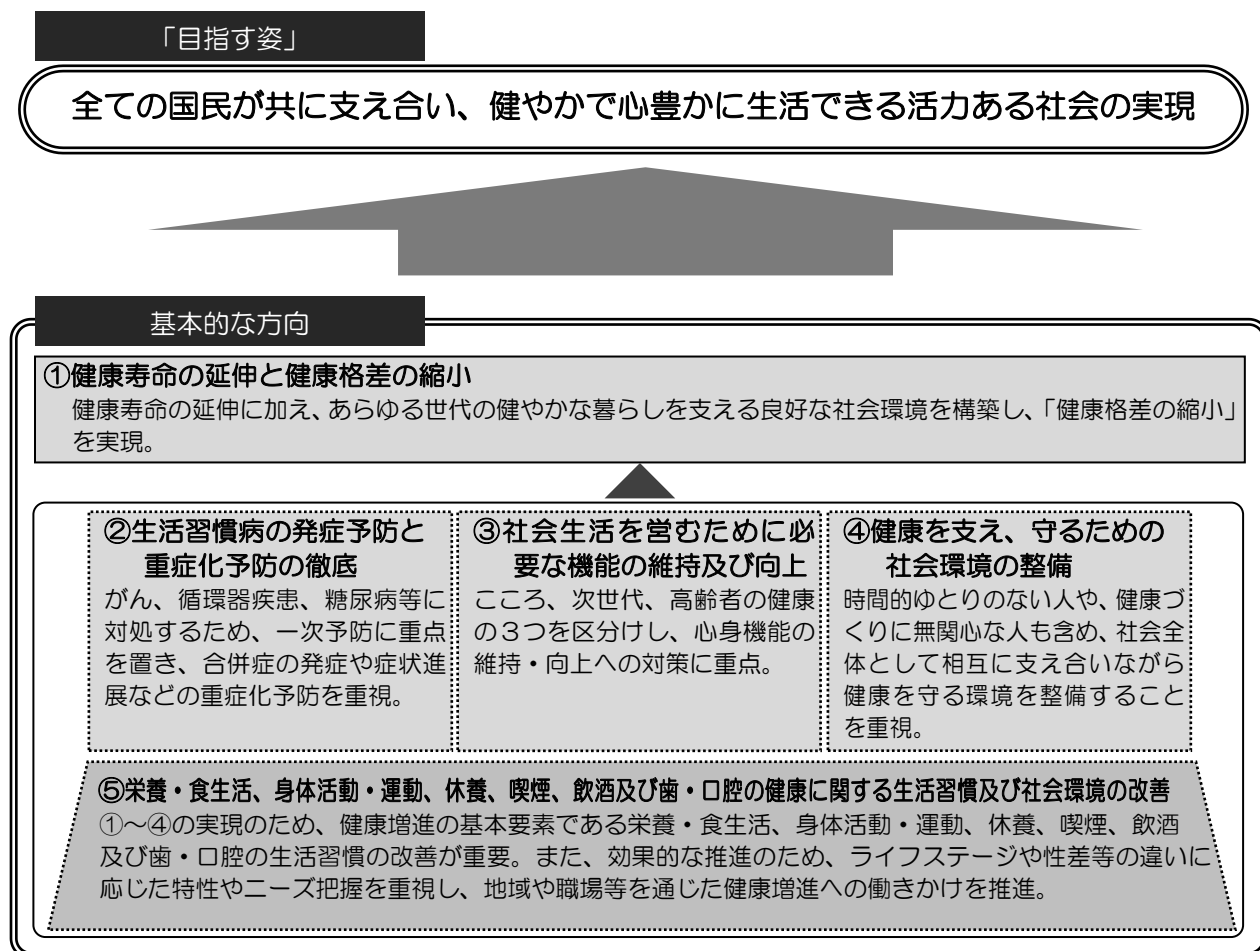 「目指す姿」
全ての国民が共に支え合い、健やかで心豊かに生活できる活力ある社会の実現
基本的な方向
①健康寿命の延伸と健康格差の縮小
健康寿命の延伸に加え、あらゆる世代の健やかな暮らしを支える良好な社会環境を構築し、「健康格差の縮小」
を実現。
②生活習慣病の発症予防と
重症化予防の徹底
がん、循環器疾患、糖尿病等に
対処するため、一次予防に重点
を置き、合併症の発症や症状進
展などの重症化予防を重視。
③社会生活を営むために必
要な機能の維持及び向上
こころ、次世代、高齢者の健康
の３つを区分けし、心身機能の
維持・向上への対策に重点。
④健康を支え、守るための
社会環境の整備
時間的ゆとりのない人や、健康づ
くりに無関心な人も含め、社会全
体として相互に支え合いながら
健康を守る環境を整備すること
を重視。
⑤栄養・食生活、身体活動・運動、休養、喫煙、飲酒及び歯・口腔の健康に関する生活習慣及び社会環境の改善
①～④の実現のため、健康増進の基本要素である栄養・食生活、身体活動・運動、休養、喫煙、飲酒
及び歯・口腔の生活習慣の改善が重要。また、効果的な推進のため、ライフステージや性差等の違いに
応じた特性やニーズ把握を重視し、地域や職場等を通じた健康増進への働きかけを推進。